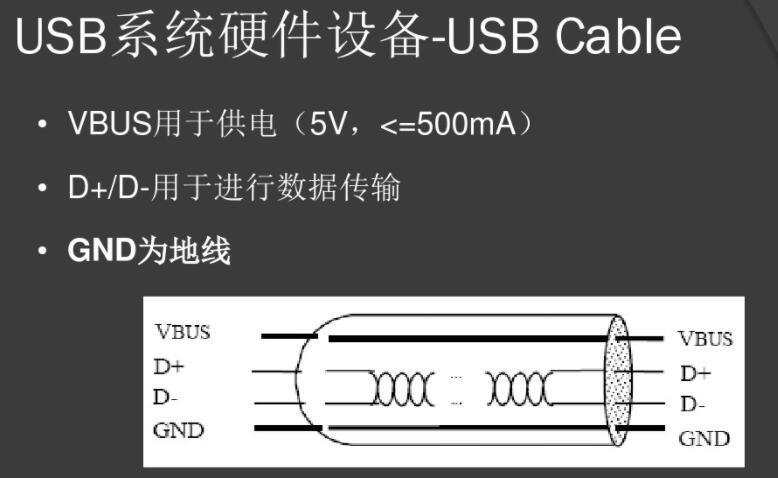 USB系统硬件设备-USB Cable
• VBUS用于供电（5V，<=500mA）
• D+/D-用于进行数据传输
• GND为地线
VBUS
D+
D-
GND
... 
...
VBUS
D+
D-
GND